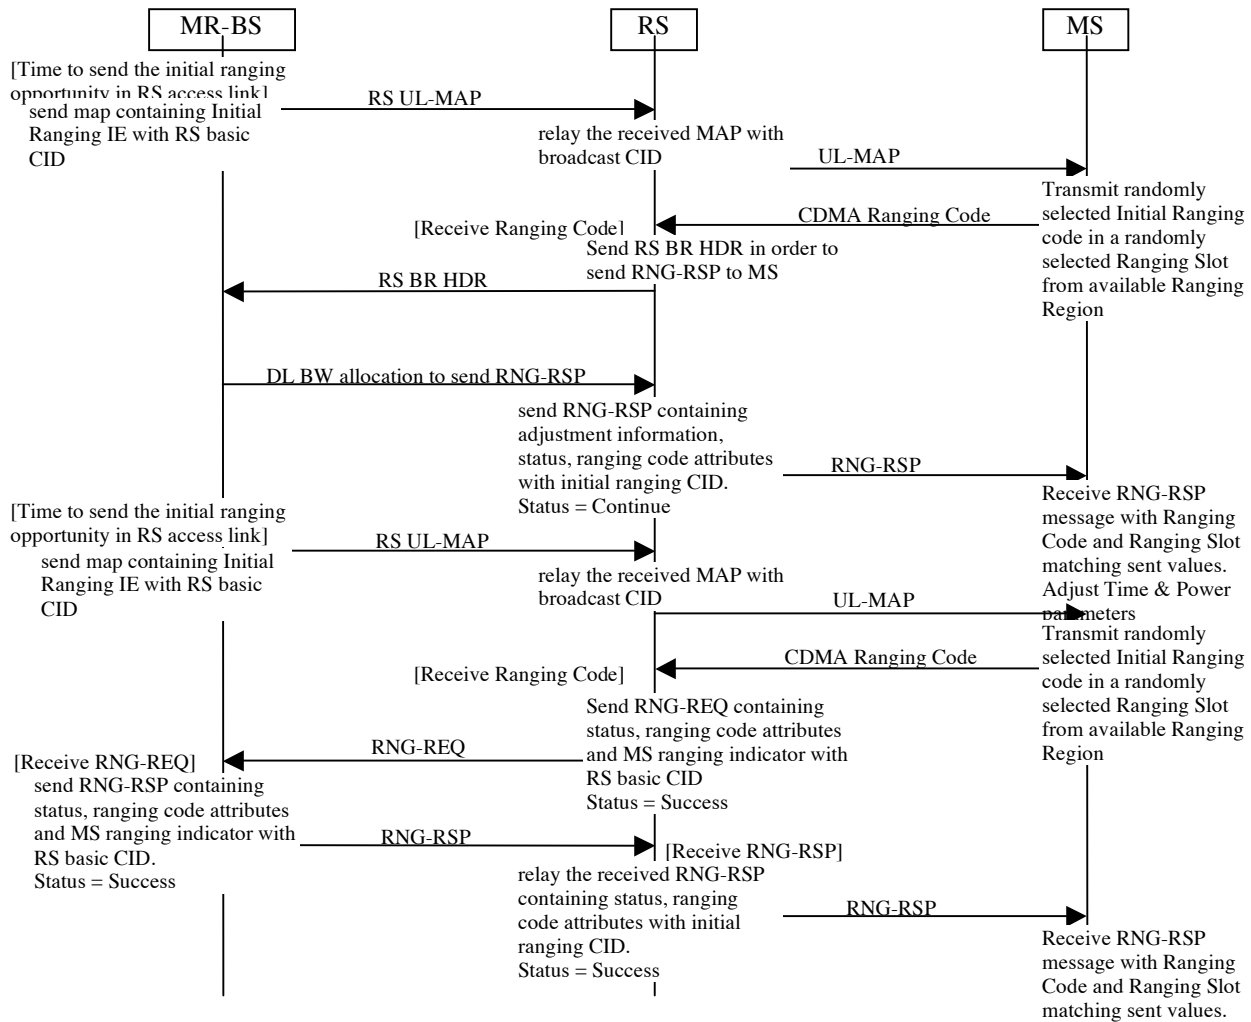 MR-BS
RS
MS
[Time to send the initial ranging
opportunity in RS access link]
send map containing Initial
Ranging IE with RS basic
CID
RS UL-MAP
relay the received MAP with
broadcast CID
UL-MAP
Transmit randomly
selected Initial Ranging
code in a randomly
selected Ranging Slot
from available Ranging
Region
CDMA Ranging Code
[Receive Ranging Code]
Send RS BR HDR in order to
send RNG-RSP to MS
RS BR HDR
DL BW allocation to send RNG-RSP
send RNG-RSP containing
adjustment information,
status, ranging code attributes
with initial ranging CID.
Status = Continue
RNG-RSP
Receive RNG-RSP
message with Ranging
Code and Ranging Slot
matching sent values.
Adjust Time & Power
parameters
[Time to send the initial ranging
opportunity in RS access link]
send map containing Initial
Ranging IE with RS basic
CID
RS UL-MAP
relay the received MAP with
broadcast CID
UL-MAP
Transmit randomly
selected Initial Ranging
code in a randomly
selected Ranging Slot
from available Ranging
Region
CDMA Ranging Code
[Receive Ranging Code]
Send RNG-REQ containing
status, ranging code attributes
and MS ranging indicator with
RS basic CID
Status = Success
RNG-REQ
[Receive RNG-REQ]
send RNG-RSP containing
status, ranging code attributes
and MS ranging indicator with
RS basic CID.
Status = Success
RNG-RSP
[Receive RNG-RSP]
relay the received RNG-RSP
containing status, ranging
code attributes with initial
ranging CID.
Status = Success
RNG-RSP
Receive RNG-RSP
message with Ranging
Code and Ranging Slot
matching sent values.